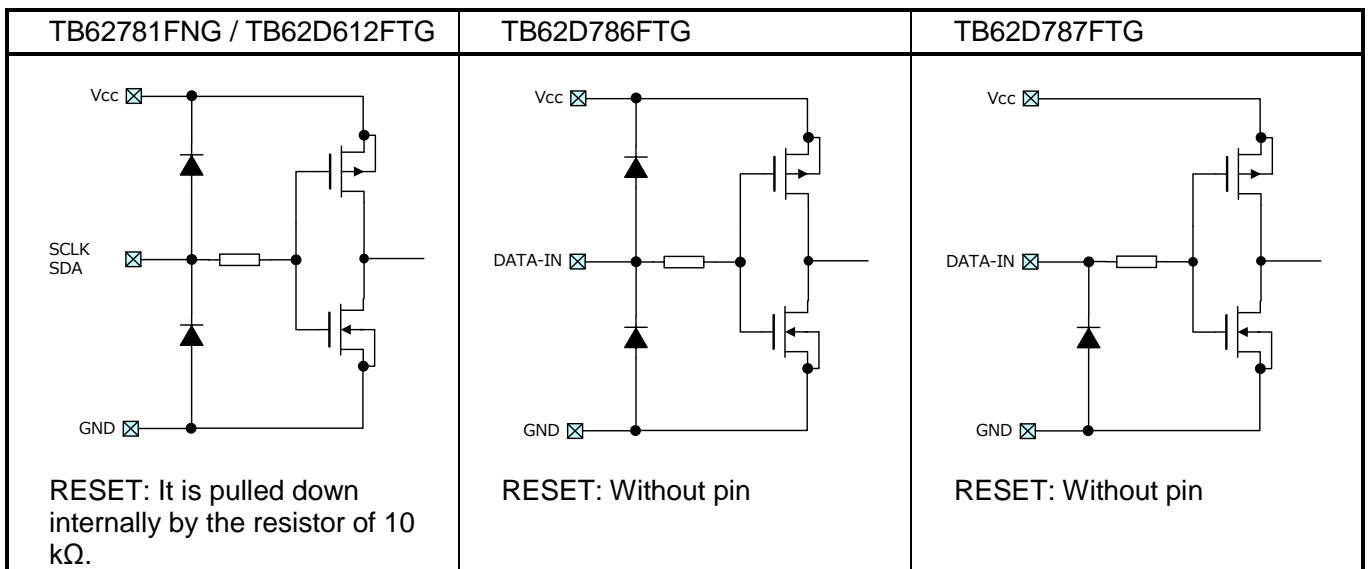 TB62781FNG / TB62D612FTG
TB62D786FTG
TB62D787FTG
Vcc
SCLK
SDA
GND
RESET: It is pulled down
internally by the resistor of 10
kΩ.
Vcc
DATA-IN
GND
RESET: Without pin
Vcc
DATA-IN
GND
RESET: Without pin